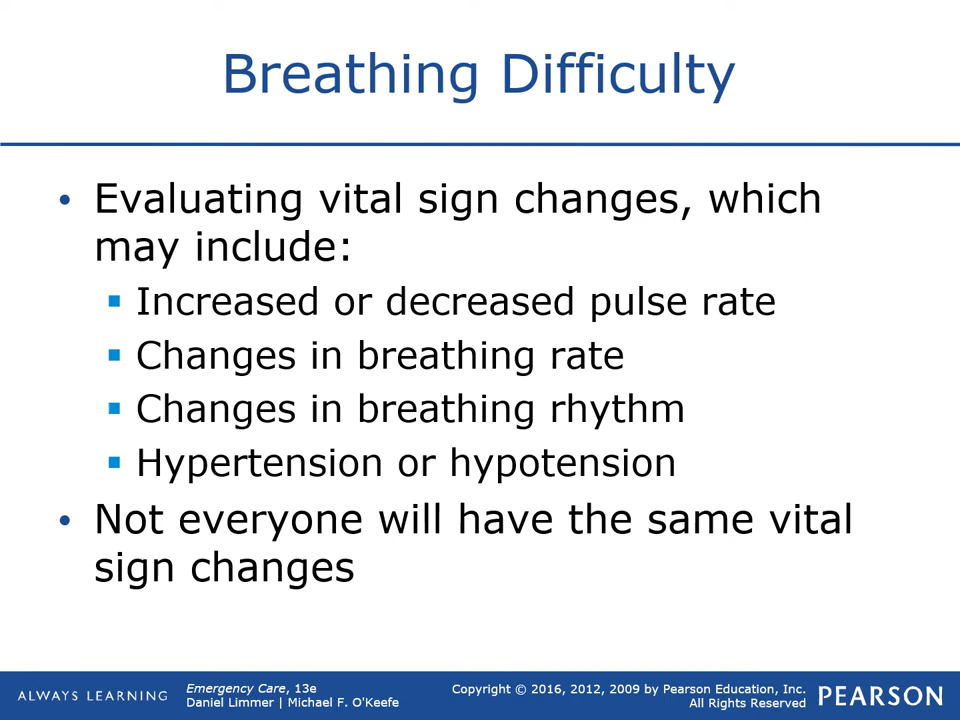 Breathing Difficulty
• Evaluating vital sign changes, which
may include:
▪ Increased or decreased pulse rate
▪ Changes in breathing rate
▪ Changes in breathing rhythm
▪ Hypertension or hypotension
• Not everyone will have the same vital
sign changes
ALWAYS LEARNING
Emergency Care, 13e
Daniel Limmer | Michael F. O'Keefe
Copyright © 2016, 2012, 2009 by Pearson Education, Inc.
All Rights Reserved
PEARSON